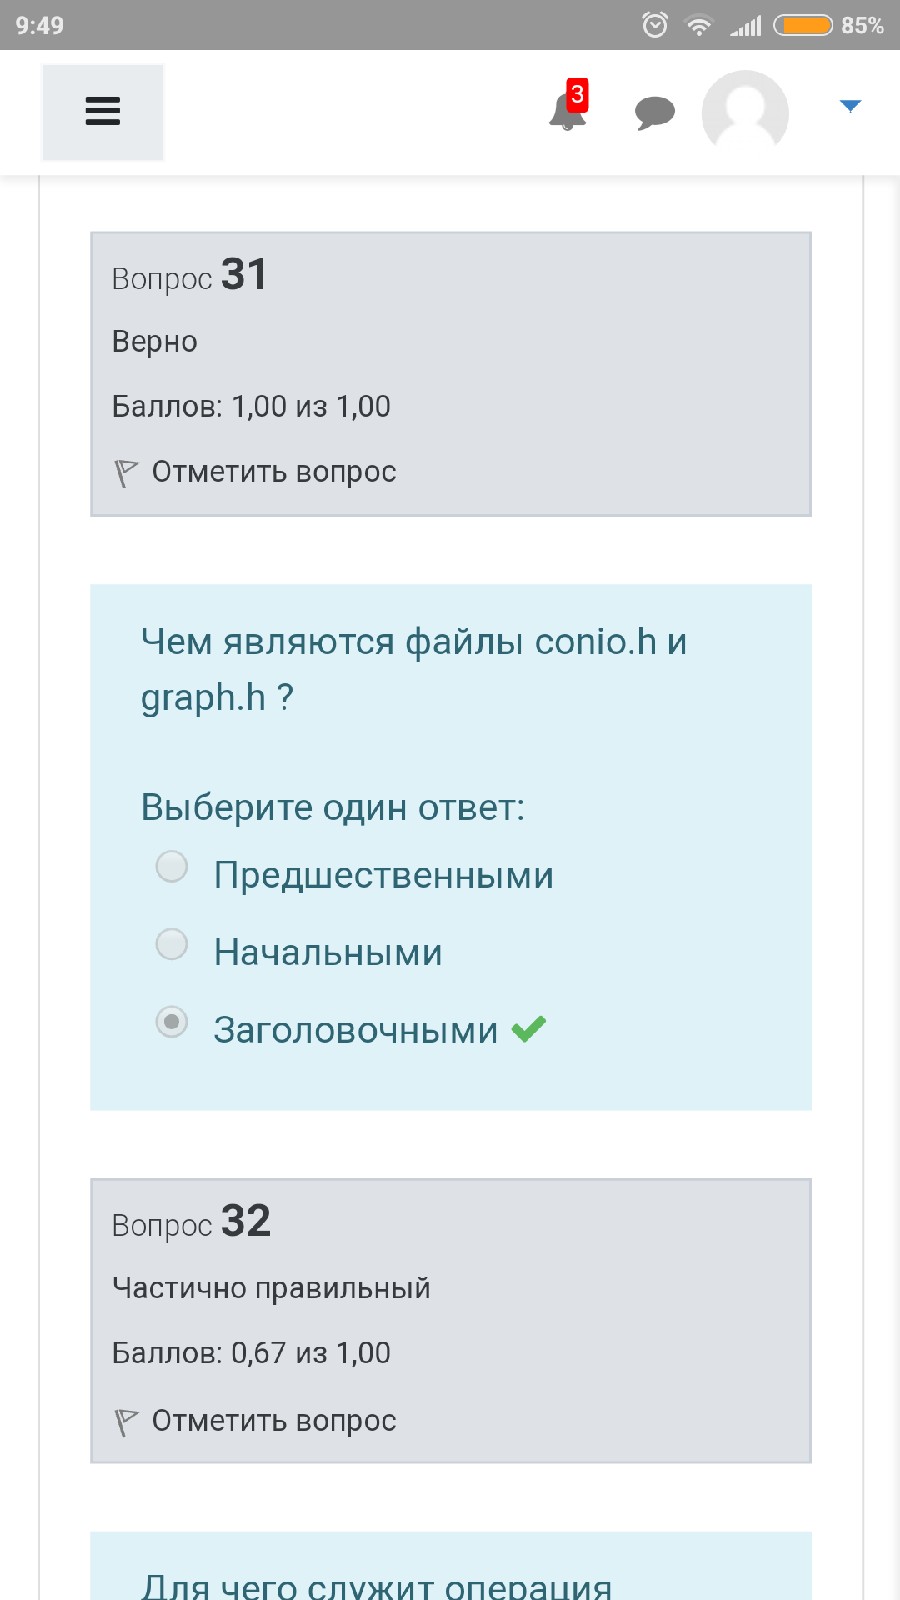 9:49
85%
3
Вопрос 31
Верно
Баллов: 1,00 из 1,00
Отметить вопрос
Чем являются файлы conio.h и
graph.h ?
Выберите один ответ:
Предшественными
Начальными
Заголовочными
Вопрос 32
Частично правильный
Баллов: 0,67 из 1,00
Отметить вопрос
Для чего служит операция